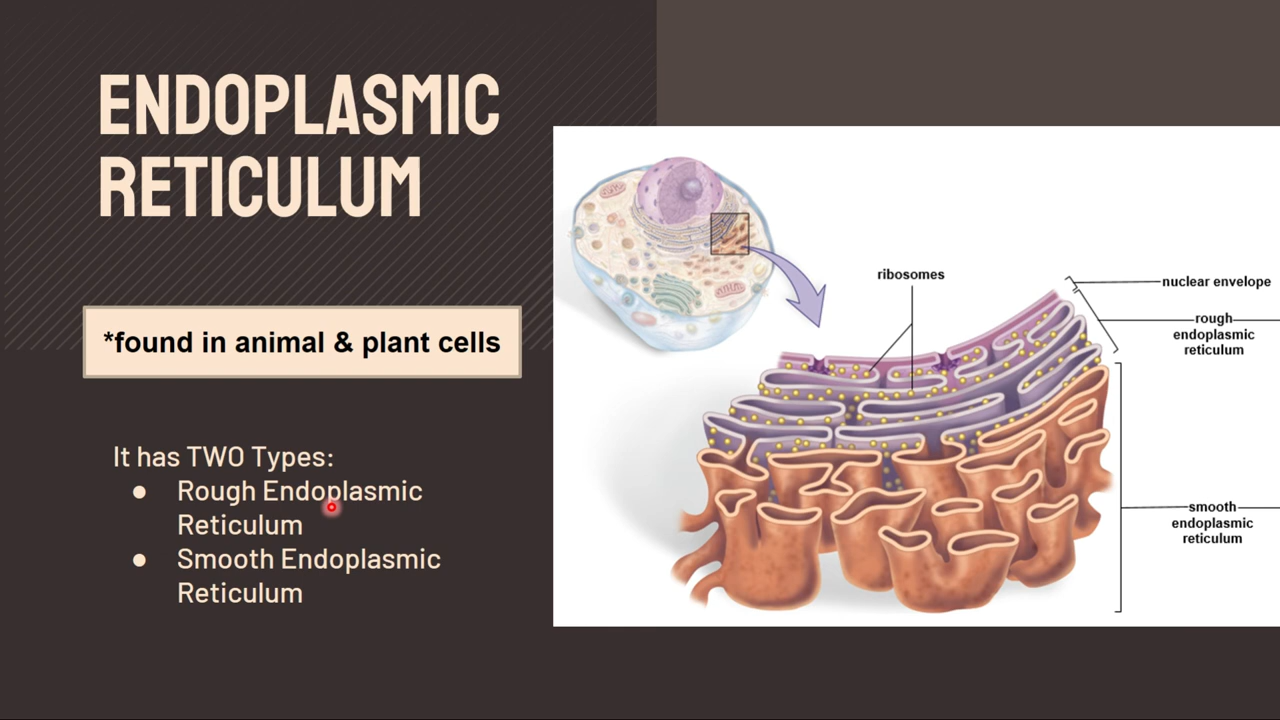 ENDOPLASMIC
RETICULUM
*found in animal & plant cells
It has TWO Types:
● Rough Endoplasmic
Reticulum
● Smooth Endoplasmic
Reticulum
ribosomes
nuclear envelope
rough
endoplasmic
reticulum
smooth
endoplasmic
reticulum